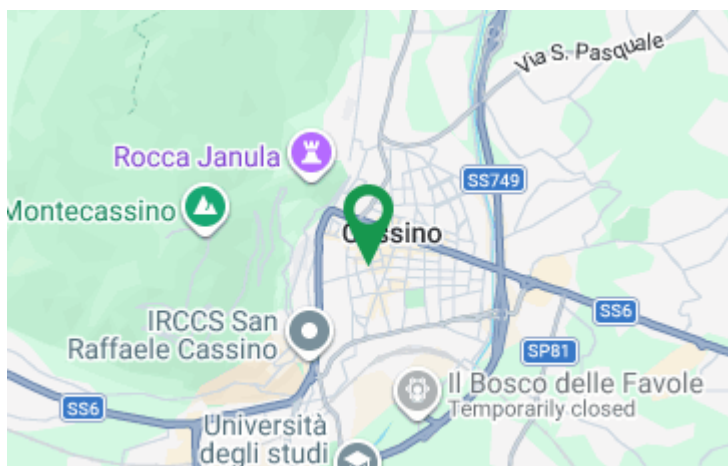 Via S. Pasquale
Rocca Janula
SS749
Montecassino
Cassino
SS6
IRCCS San
Raffaele Cassino
SP81
Il Bosco delle Favole
Temporarily closed
SS6
Università
degli studi